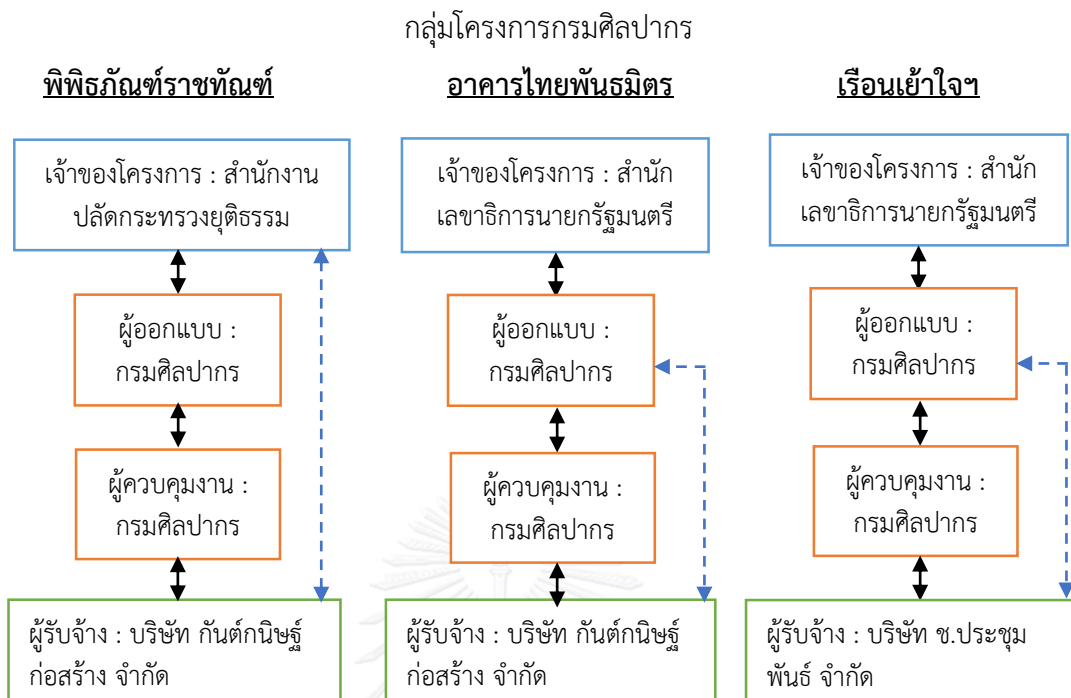 กลุ่มโครงการกรมศิลปากร
พิพิธภัณฑ์ราชทัณฑ์
เจ้าของโครงการ : สำนักงาน
ปลัดกระทรวงยุติธรรม
ผู้ออกแบบ :
กรมศิลปากร
ผู้ควบคุมงาน :
กรมศิลปากร
ผู้รับจ้าง : บริษัท กันต์กนิษฐ์
ก่อสร้าง จำกัด
อาคารไทยพันธมิตร
เจ้าของโครงการ : สำนัก
เลขาธิการนายกรัฐมนตรี
ผู้ออกแบบ :
กรมศิลปากร
ผู้ควบคุมงาน :
กรมศิลปากร
ผู้รับจ้าง : บริษัท กันต์กนิษฐ์
ก่อสร้าง จำกัด
เรือนเย้าใจฯ
เจ้าของโครงการ : สำนัก
เลขาธิการนายกรัฐมนตรี
ผู้ออกแบบ :
กรมศิลปากร
ผู้ควบคุมงาน :
กรมศิลปากร
ผู้รับจ้าง : บริษัท ช.ประชุม
พันธ์ จำกัด